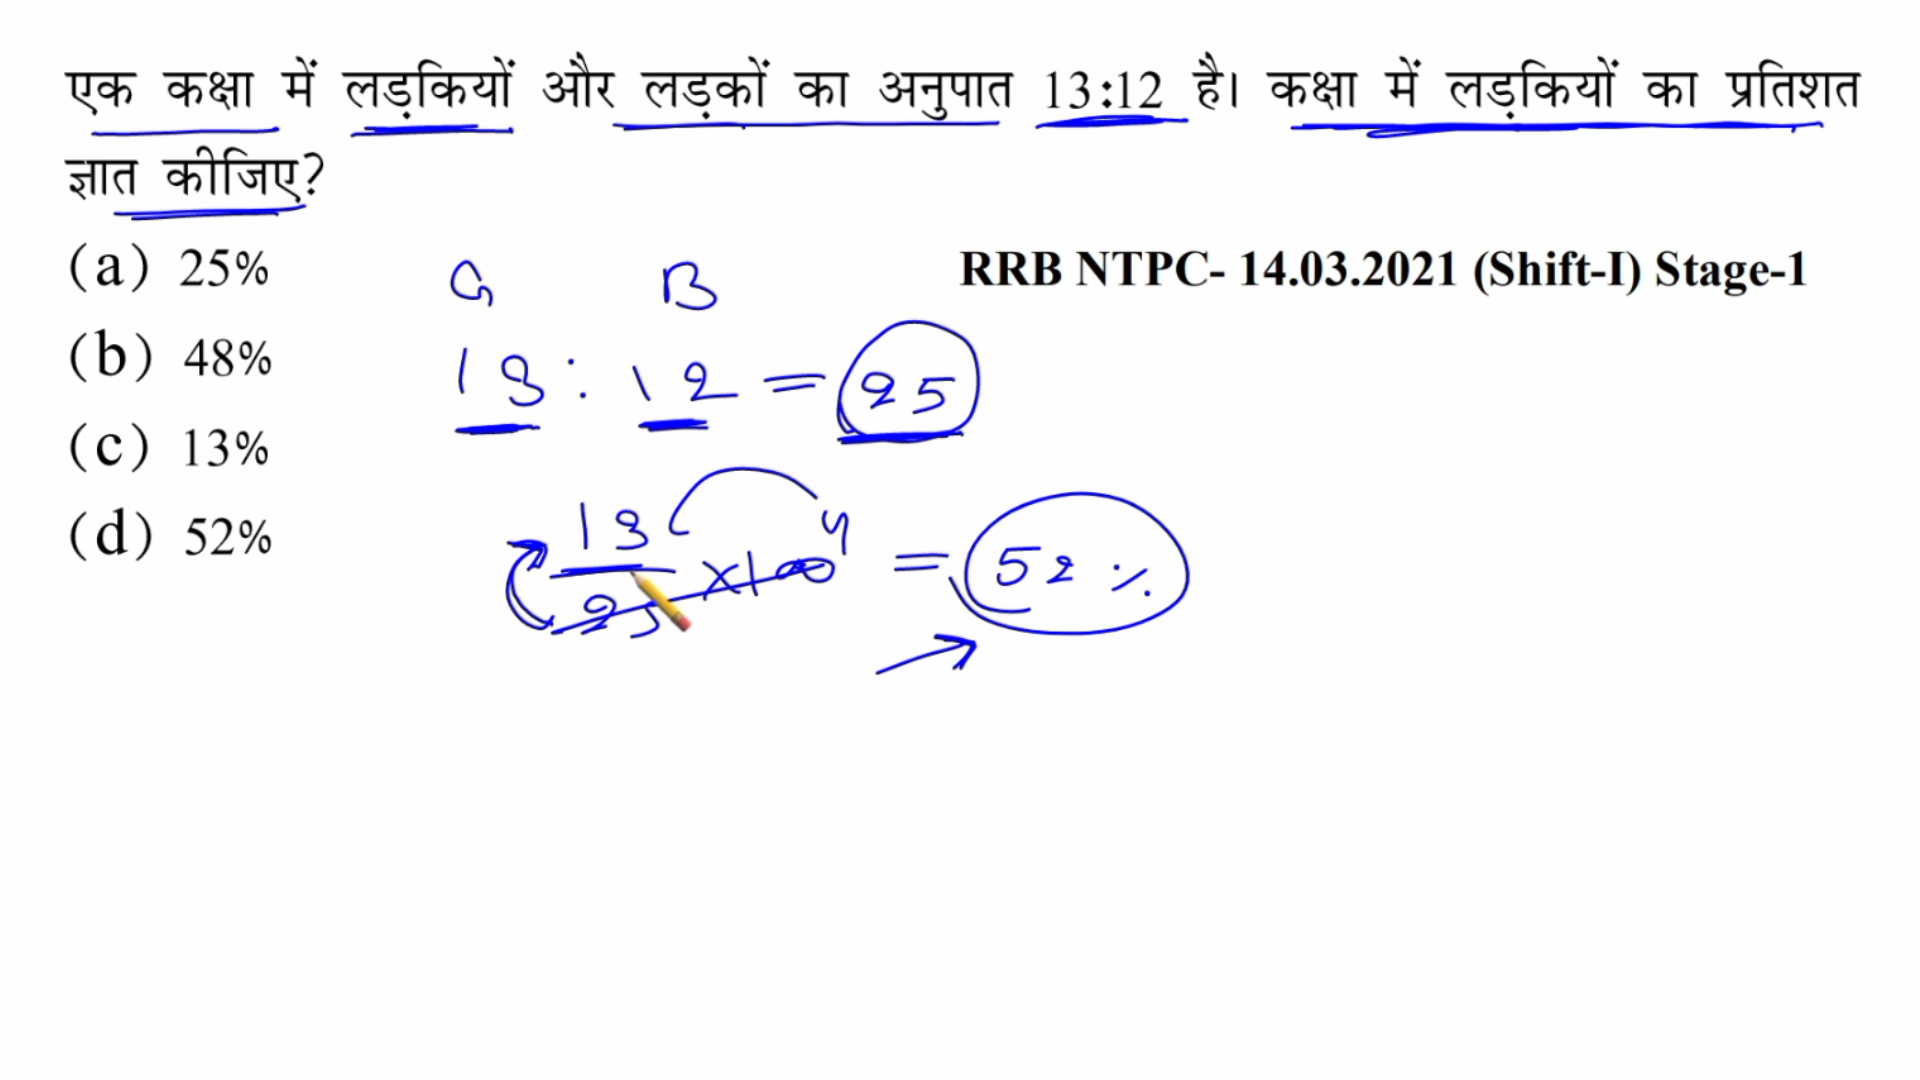 एक कक्षा में लड़कियों और लड़कों का अनुपात 13:12 है। कक्षा में लड़कियों का प्रतिशत
ज्ञात कीजिए?
(a) 25%
RRB NTPC- 14.03.2021 (Shift-I) Stage-1
(b) 48%
(c) 13%
(d) 52%
G B
13 : 12 = 25
13 4
25 ×100 = 52 %